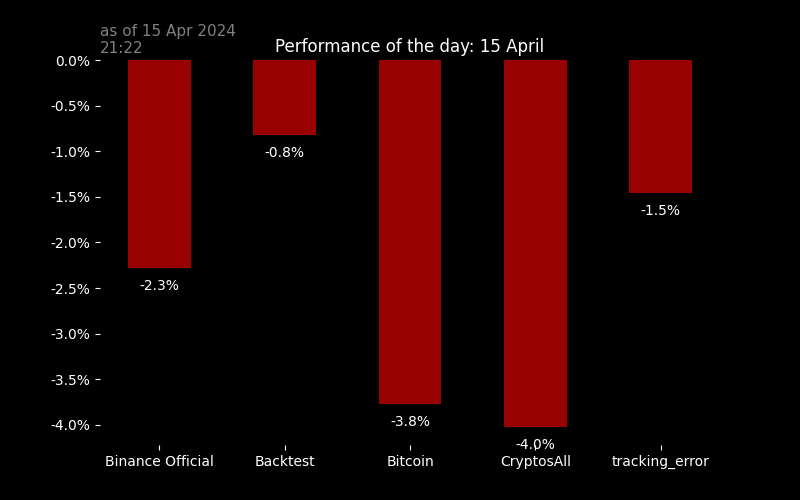 as of 15 Apr 2024
21:22
Performance of the day: 15 April
0.0%
-0.5%
-1.0%
-1.5%
-2.0%
-2.5%
-3.0%
-3.5%
-4.0%
-2.3%
-0.8%
-3.8%
-4.0%
-1.5%
Binance Official
Backtest
Bitcoin
CryptosAll
tracking_error